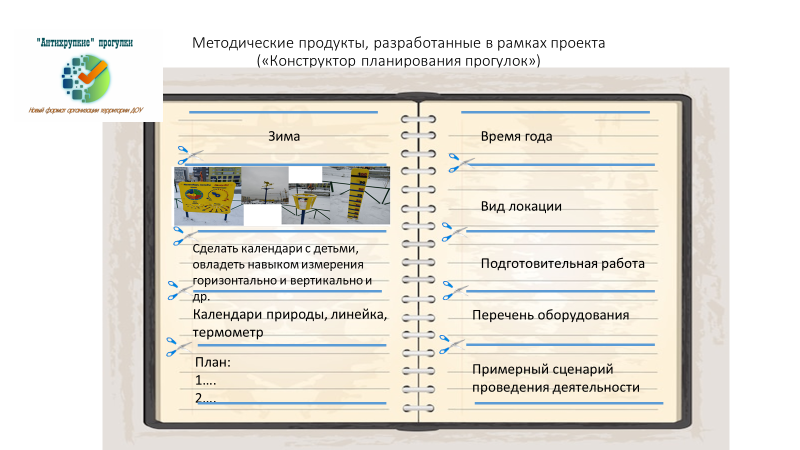 "Антихрупкие" прогулки
Новый формат организации территории ДОУ
Методические продукты, разработанные в рамках проекта
(«Конструктор планирования прогулок»)
Зима
Сделать календари с детьми,
овладеть навыком измерения
горизонтально и вертикально и
др.
Календари природы, линейка,
термометр
План:
1....
2....
Время года
Вид локации
Подготовительная работа
Перечень оборудования
Примерный сценарий
проведения деятельности